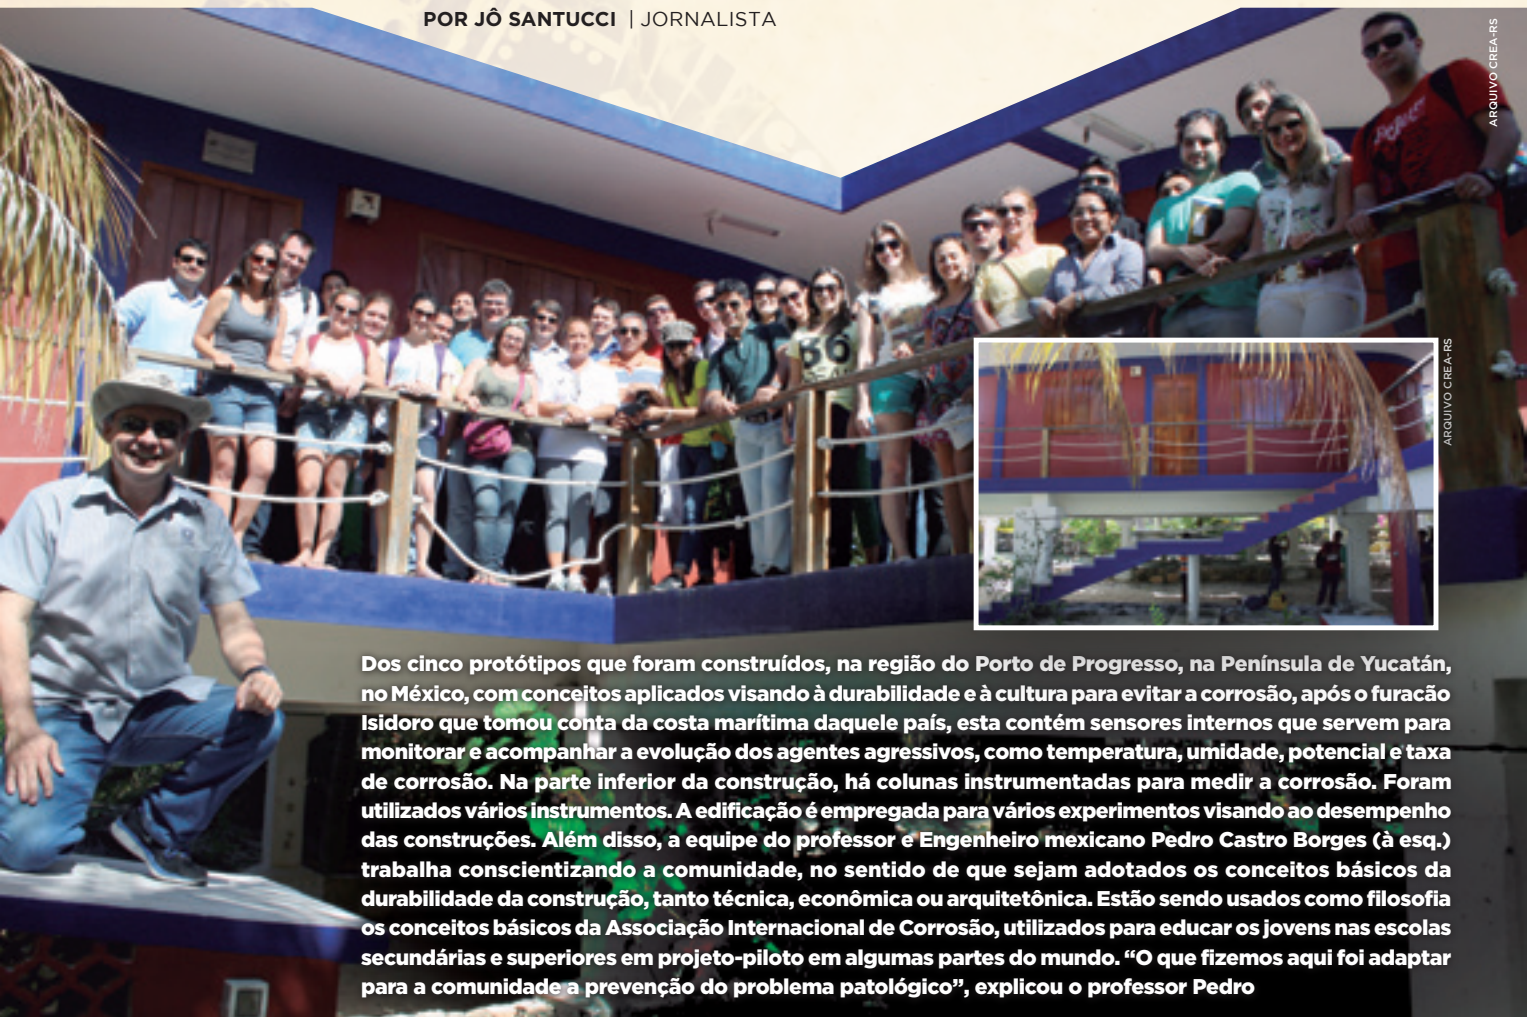 POR JÔ SANTUCCI | JORNALISTA
ARQUIVO CREA-RS
ARQUIVO CREA-RS
Dos cinco protótipos que foram construídos, na região do Porto de Progresso, na Península de Yucatán,
no México, com conceitos aplicados visando à durabilidade e à cultura para evitar a corrosão, após o furacão
Isidoro que tomou conta da costa marítima daquele país, esta contém sensores internos que servem para
monitorar e acompanhar a evolução dos agentes agressivos, como temperatura, umidade, potencial e taxa
de corrosão. Na parte inferior da construção, há colunas instrumentadas para medir a corrosão. Foram
utilizados vários instrumentos. A edificação é empregada para vários experimentos visando ao desempenho
das construções. Além disso, a equipe do professor e Engenheiro mexicano Pedro Castro Borges (à esq.)
trabalha conscientizando a comunidade, no sentido de que sejam adotados os conceitos básicos da
durabilidade da construção, tanto técnica, econômica ou arquitetônica. Estão sendo usados como filosofia
os conceitos básicos da Associação Internacional de Corrosão, utilizados para educar os jovens nas escolas
secundárias e superiores em projeto-piloto em algumas partes do mundo. “O que fizemos aqui foi adaptar
para a comunidade a prevenção do problema patológico”, explicou o professor Pedro